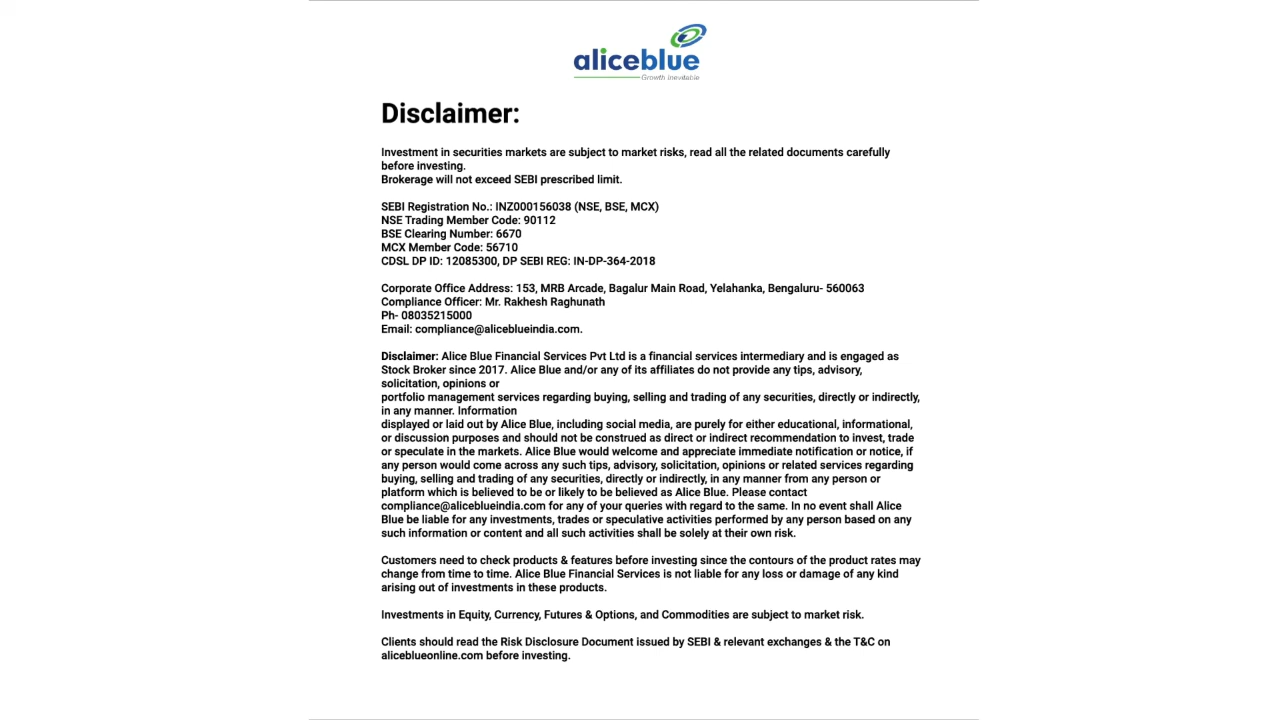 aliceblue
Growth Inevitable
Disclaimer:
Investment in securities markets are subject to market risks, read all the related documents carefully
before investing.
Brokerage will not exceed SEBI prescribed limit.
SEBI Registration No.: INZ000156038 (NSE, BSE, MCX)
NSE Trading Member Code: 90112
BSE Clearing Number: 6670
MCX Member Code: 56710
CDSL DP ID: 12085300, DP SEBI REG: IN-DP-364-2018
Corporate Office Address: 153, MRB Arcade, Bagalur Main Road, Yelahanka, Bengaluru- 560063
Compliance Officer: Mr. Rakhesh Raghunath
Ph- 08035215000
Email: compliance@aliceblueindia.com.
Disclaimer: Alice Blue Financial Services Pvt Ltd is a financial services intermediary and is engaged as
Stock Broker since 2017. Alice Blue and/or any of its affiliates do not provide any tips, advisory,
solicitation, opinions or
portfolio management services regarding buying, selling and trading of any securities, directly or indirectly,
in any manner. Information
displayed or laid out by Alice Blue, including social media, are purely for either educational, informational,
or discussion purposes and should not be construed as direct or indirect recommendation to invest, trade
or speculate in the markets. Alice Blue would welcome and appreciate immediate notification or notice, if
any person would come across any such tips, advisory, solicitation, opinions or related services regarding
buying, selling and trading of any securities, directly or indirectly, in any manner from any person or
platform which is believed to be or likely to be believed as Alice Blue. Please contact
compliance@aliceblueindia.com for any of your queries with regard to the same. In no event shall Alice
Blue be liable for any investments, trades or speculative activities performed by any person based on any
such information or content and all such activities shall be solely at their own risk.
Customers need to check products & features before investing since the contours of the product rates may
change from time to time. Alice Blue Financial Services is not liable for any loss or damage of any kind
arising out of investments in these products.
Investments in Equity, Currency, Futures & Options, and Commodities are subject to market risk.
Clients should read the Risk Disclosure Document issued by SEBI & relevant exchanges & the T&C on
aliceblueonline.com before investing.